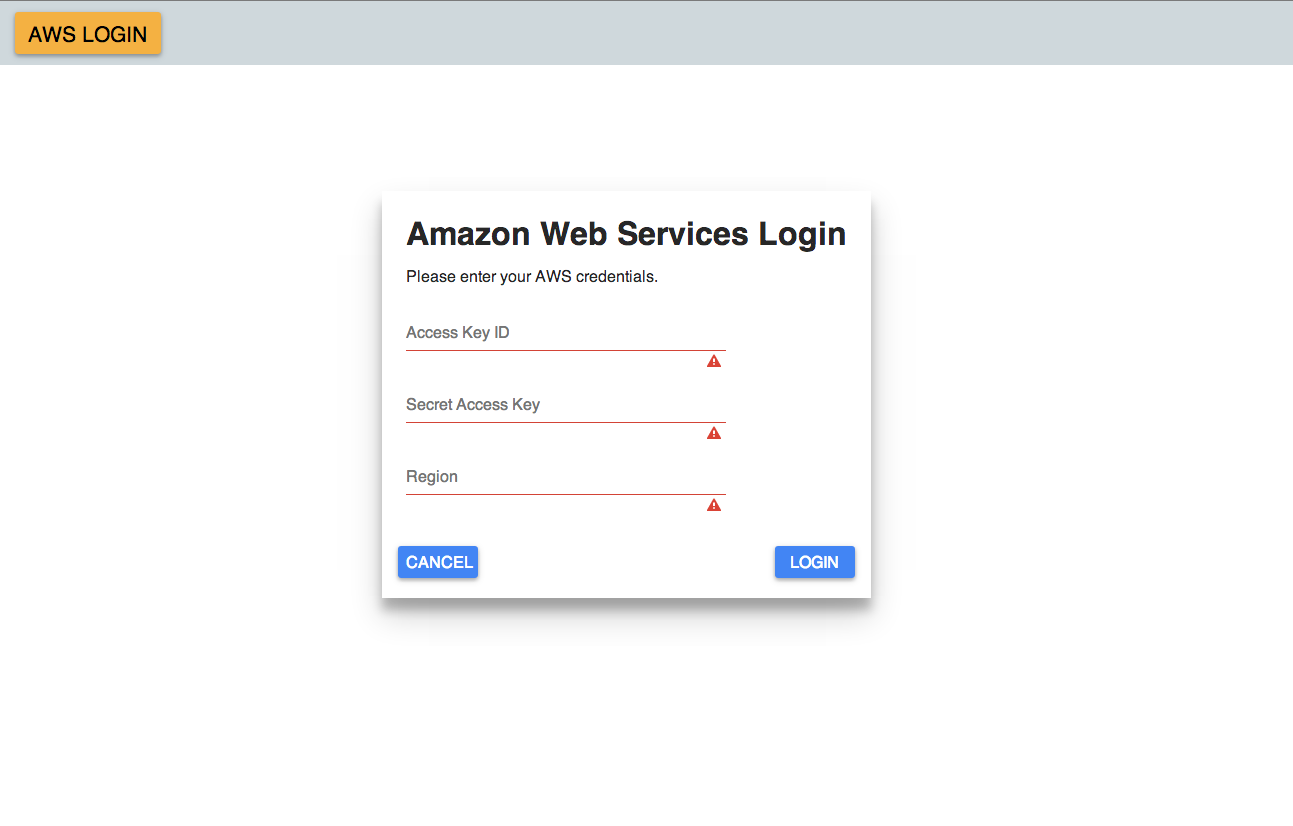 AWS LOGIN
Amazon Web Services Login
Please enter your AWS credentials.
Access Key ID
Secret Access Key
Region
CANCEL
LOGIN